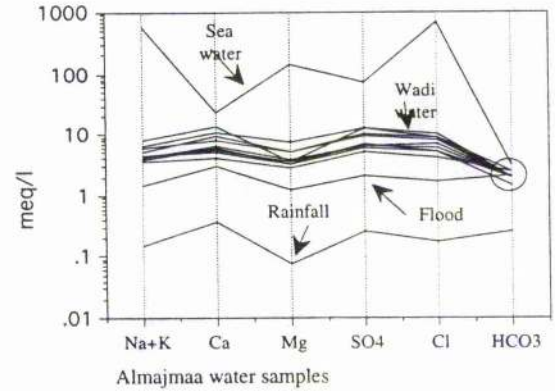 1000
Sea
water
100
Wadi
water
10
meq/l
1
Rainfall
Flood
.1
.01
Na+K Ca Mg SO4 Cl HCO3
Almajmaa water samples